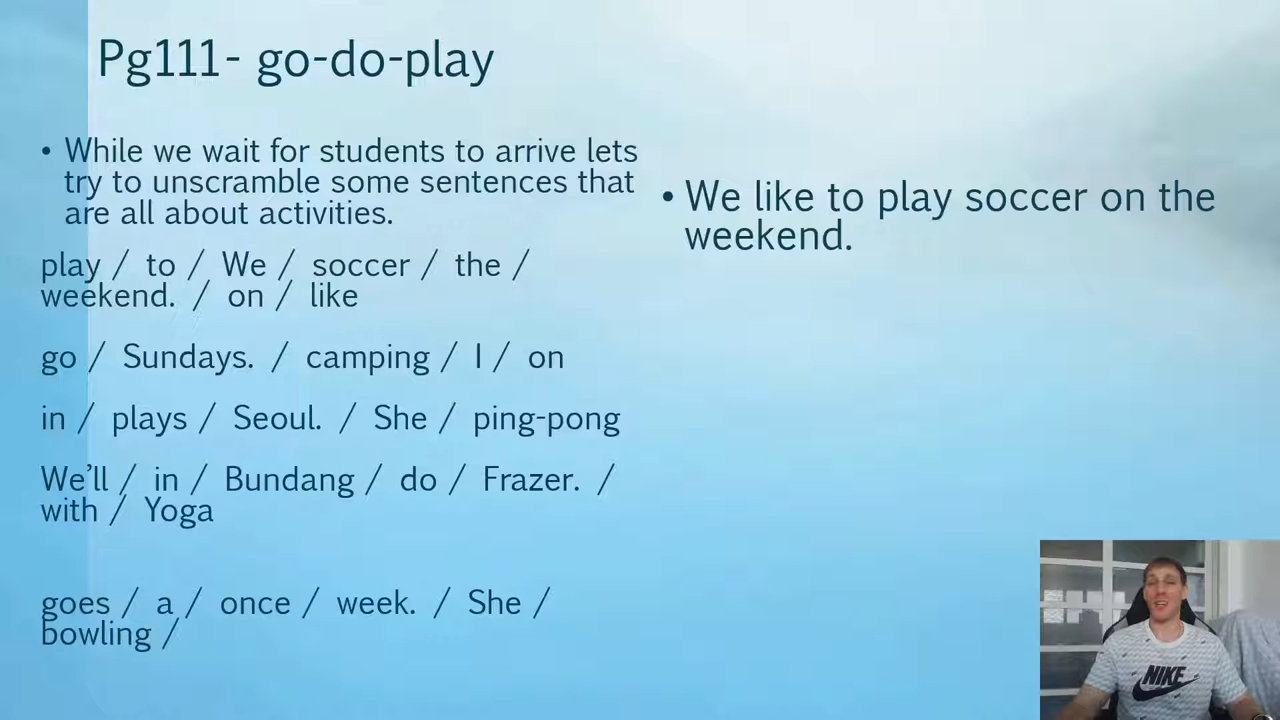 Pg111- go-do-play
• While we wait for students to arrive lets
try to unscramble some sentences that
are all about activities.
play / to / We / soccer / the /
weekend. / on / like
go / Sundays. / camping / I / on
in / plays / Seoul. / She / ping-pong
We’ll / in / Bundang / do / Frazer. /
with / Yoga
goes / a / once / week. / She /
bowling /
• We like to play soccer on the
weekend.
NIKE